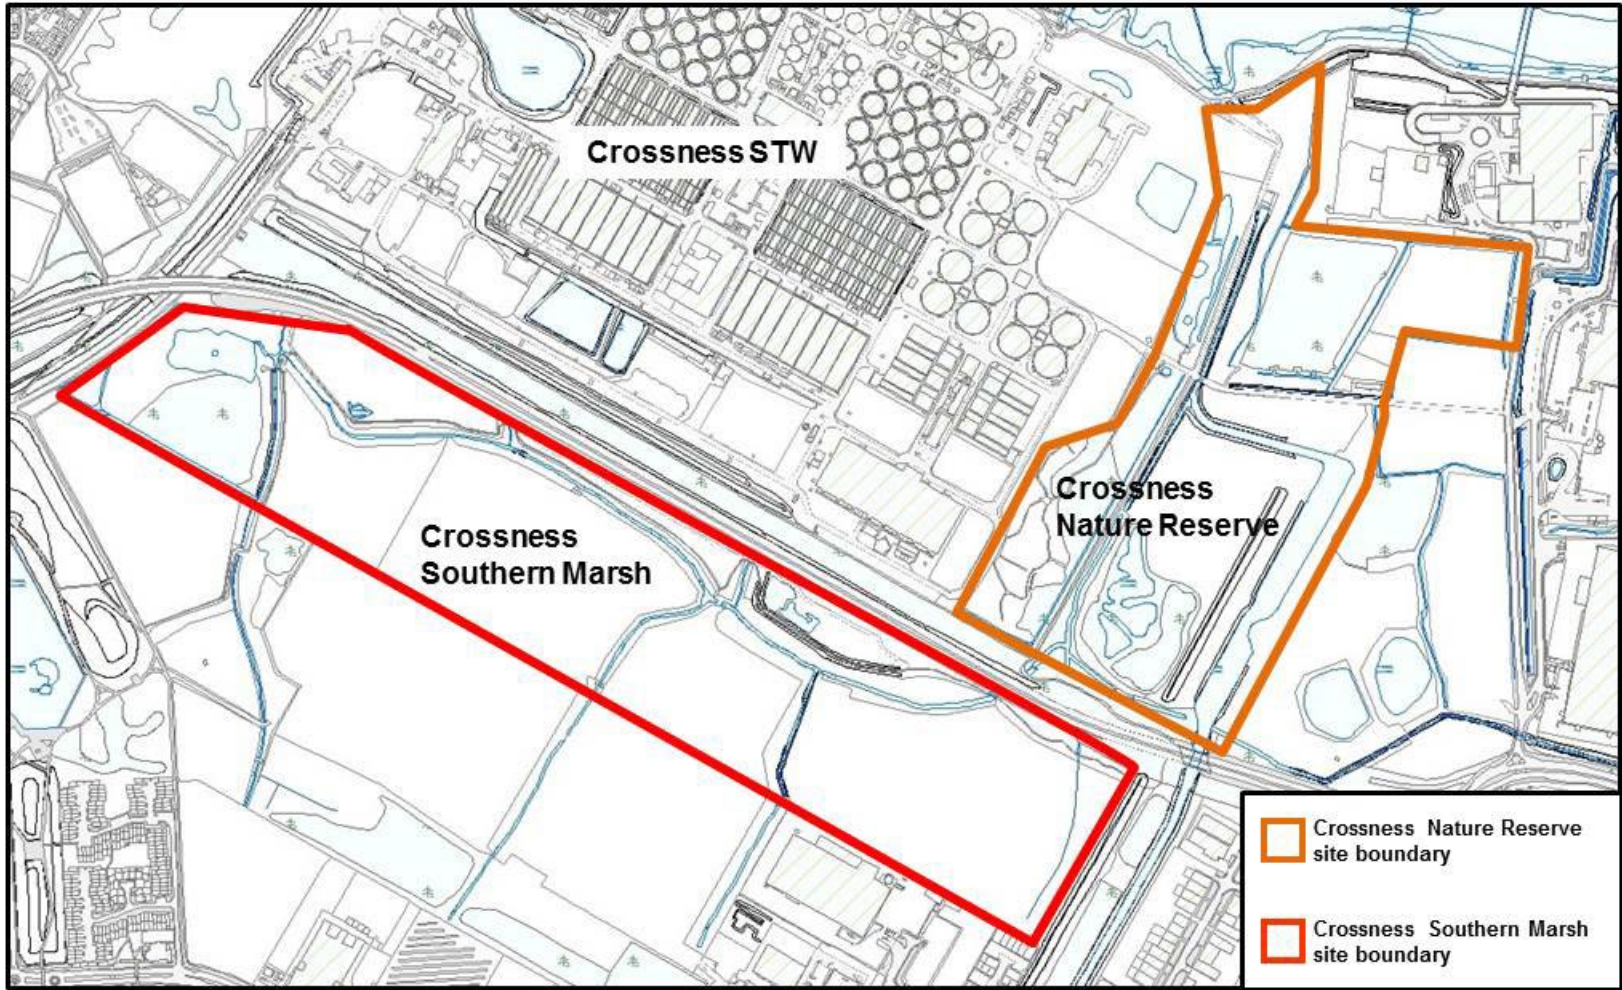 Crossness STW
Crossness
Nature Reserve
Crossness
Southern Marsh
Crossness Nature Reserve
site boundary
Crossness Southern Marsh
site boundary